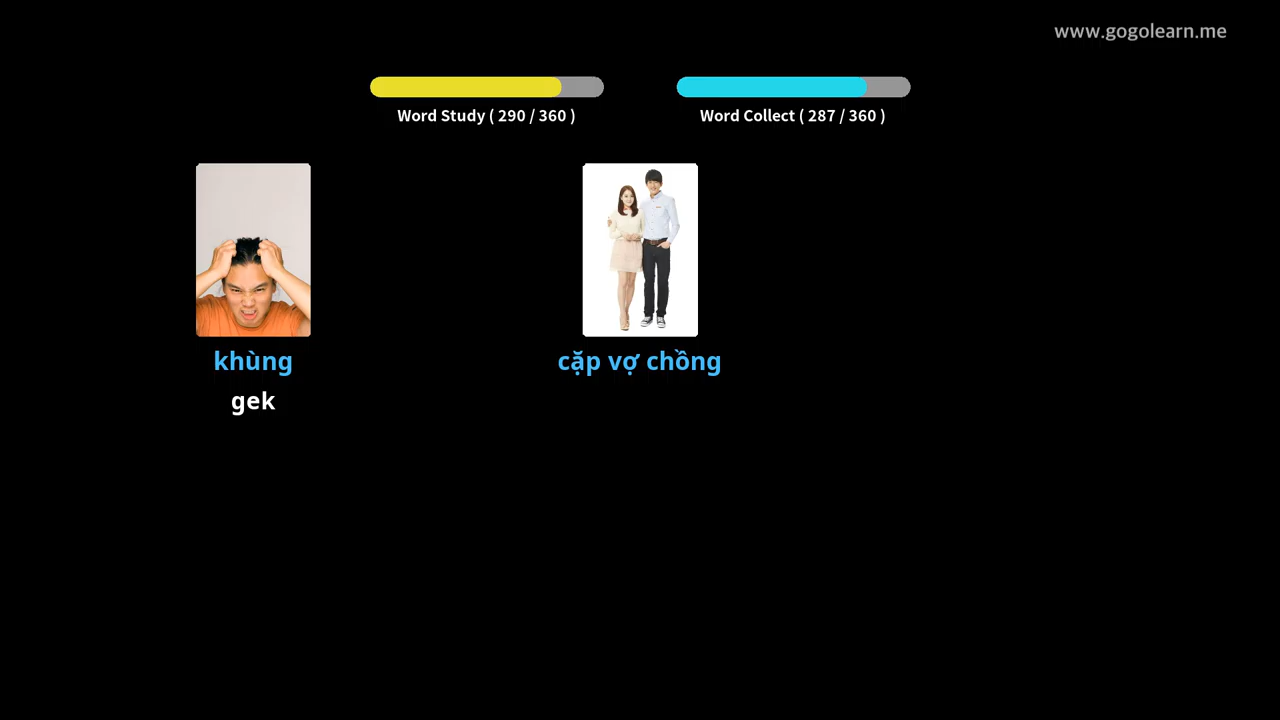 www.gogolearn.me
Word Study ( 290 / 360 )
Word Collect ( 287 / 360 )
khùng
gek
cặp vợ chồng